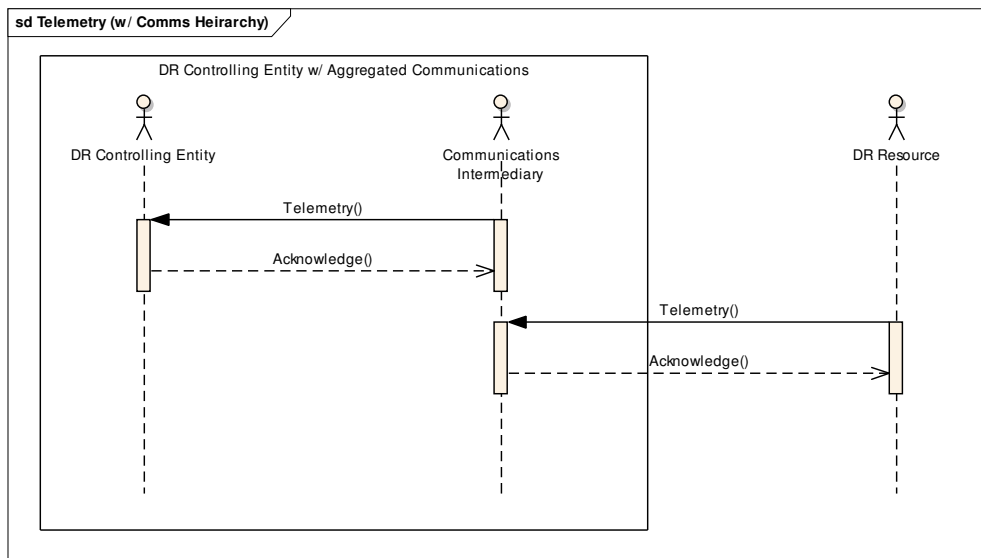 sd Telemetry (w/ Comms Heirarchy)
DR Controlling Entity w/ Aggregated Communications
DR Controlling Entity
Communications
Intermediary
DR Resource
Telemetry()
Acknowledge()
Telemetry()
Acknowledge()